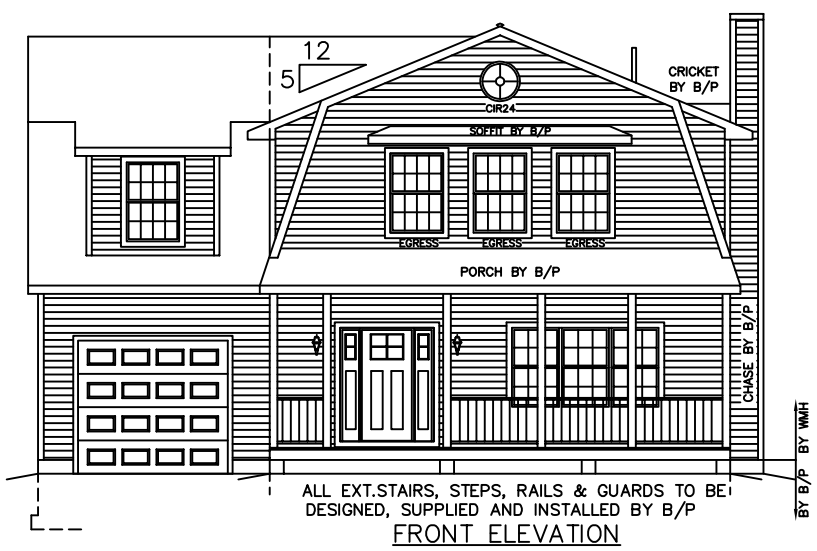 12
5
CRICKET
BY B/P
CIR24
SOFFIT BY B/P
EGRESS EGRESS EGRESS
PORCH BY B/P
CHASE BY B/P
BY B/P BY WMH
ALL EXT.STAIRS, STEPS, RAILS & GUARDS TO BE
DESIGNED, SUPPLIED AND INSTALLED BY B/P
FRONT ELEVATION